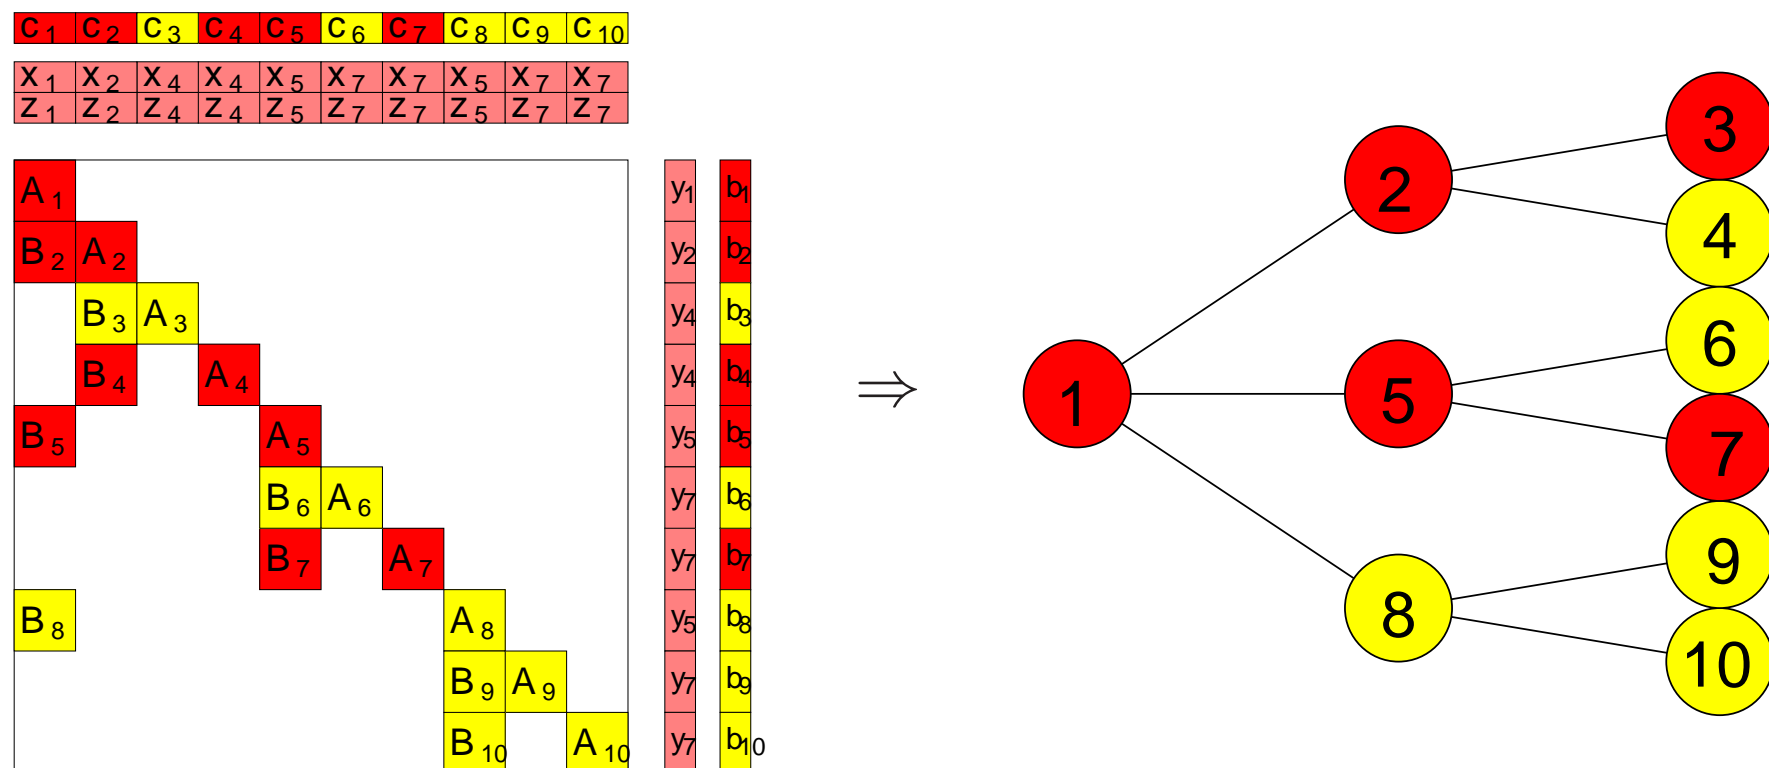 c1 c2 c3 c4 c5 c6 c7 c8 c9 c10
x1 x2 x4 x4 x5 x7 x7 x5 x7 x7
z1 z2 z4 z4 z5 z7 z7 z5 z7 z7
A1 y1 b1
B2 A2 y2 b2
B3 A3 y4 b3
B4 A4 y4 b4
B5 A5 y5 b5
B6 A6 y7 b6
B7 A7 y7 b7
B8 A8 y5 b8
B9 A9 y7 b9
B10 A10 y7 b10
⇒
3
2
4
6
1 5
7
9
8
10